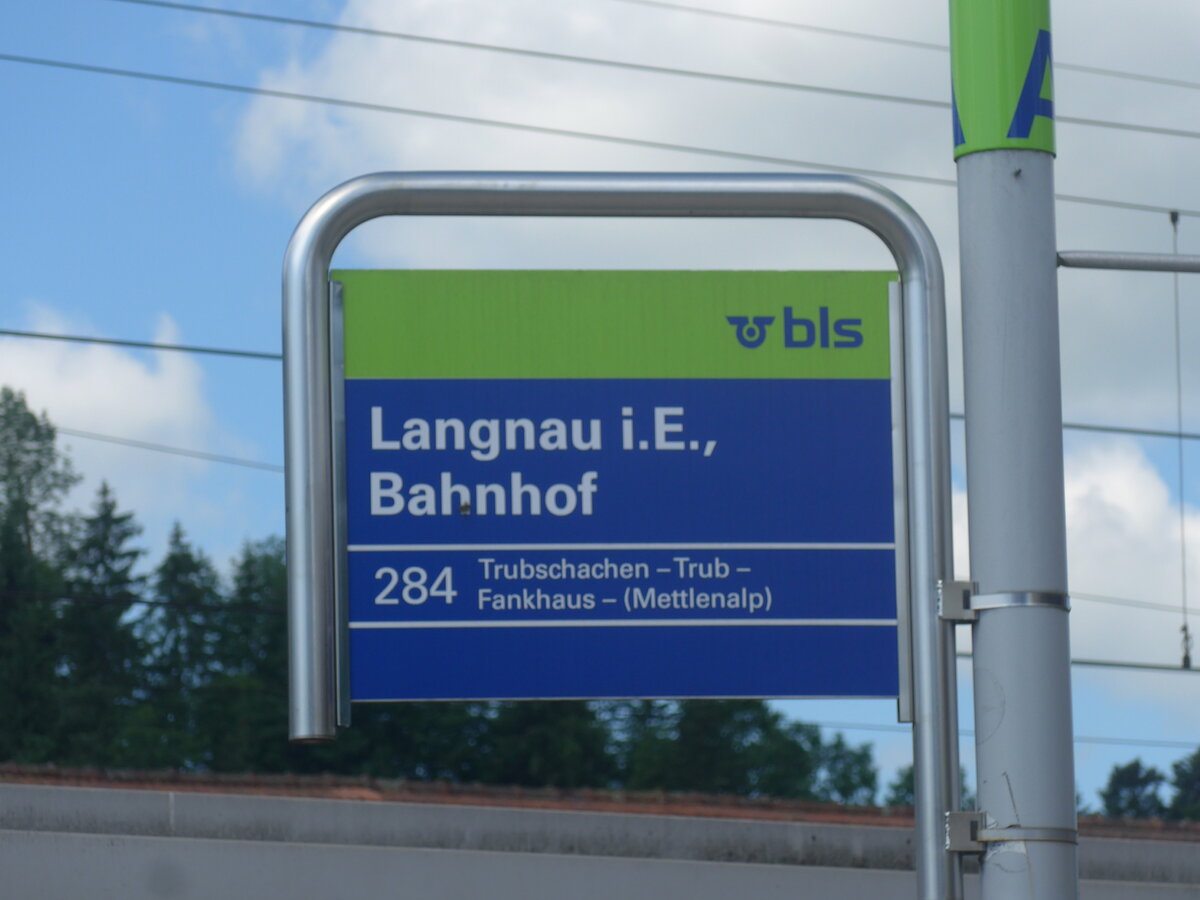 A
bls
Langnau i.E.,
Bahnhof
284 Trubschachen – Trub –
Fankhaus – (Mettlenalp)